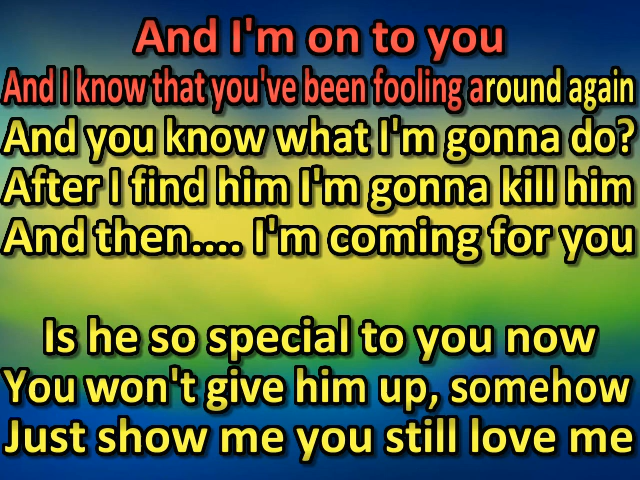 And I'm on to you
And I know that you've been fooling around again
And you know what I'm gonna do?
After I find him I'm gonna kill him
And then.... I'm coming for you
Is he so special to you now
You won't give him up, somehow
Just show me you still love me